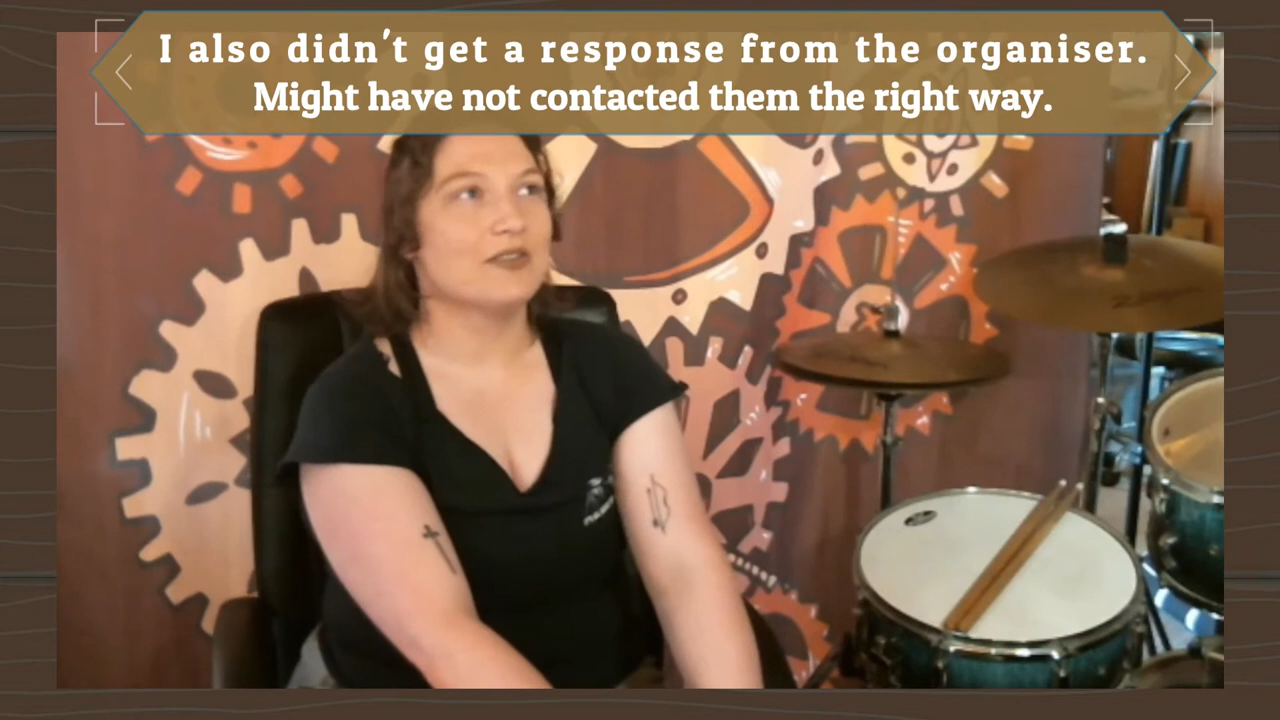 I also didn't get a response from the organiser.
Might have not contacted them the right way.